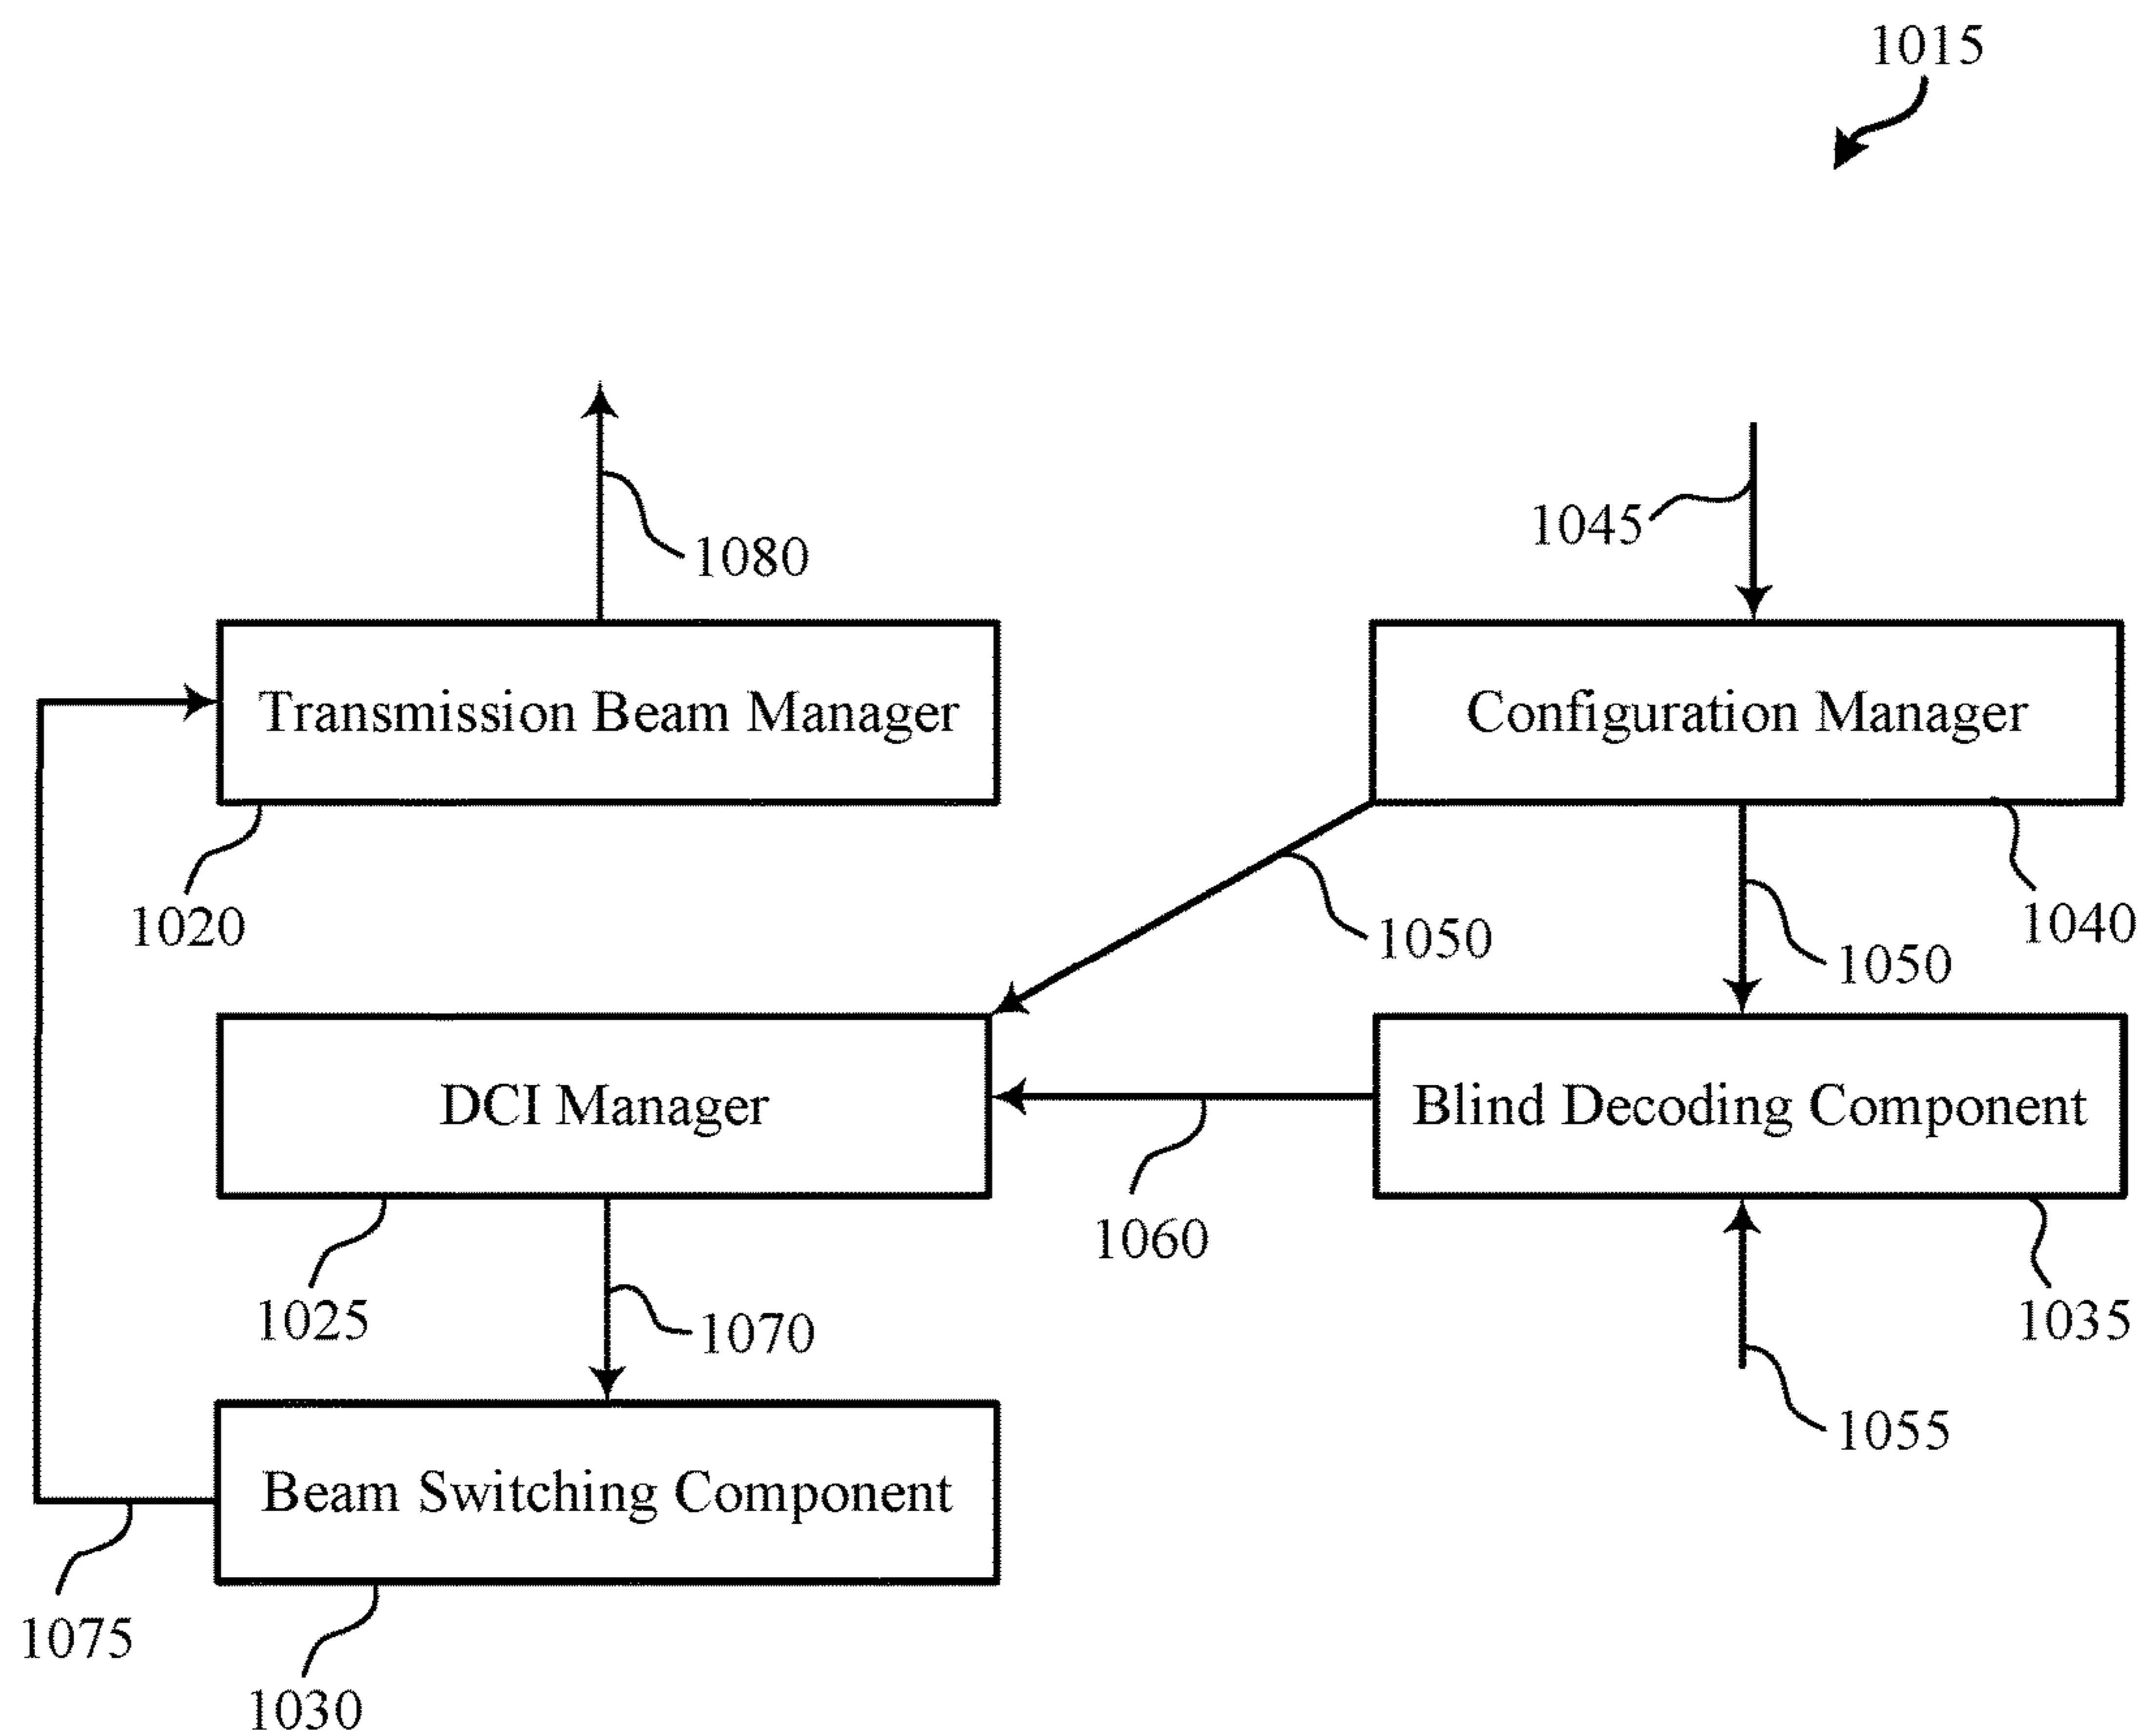 1015
1045
1080
Transmission Beam Manager
Configuration Manager
1020
1050
1040
1050
DCI Manager
Blind Decoding Component
1060
1025
1070
1035
1055
Beam Switching Component
1075
1030